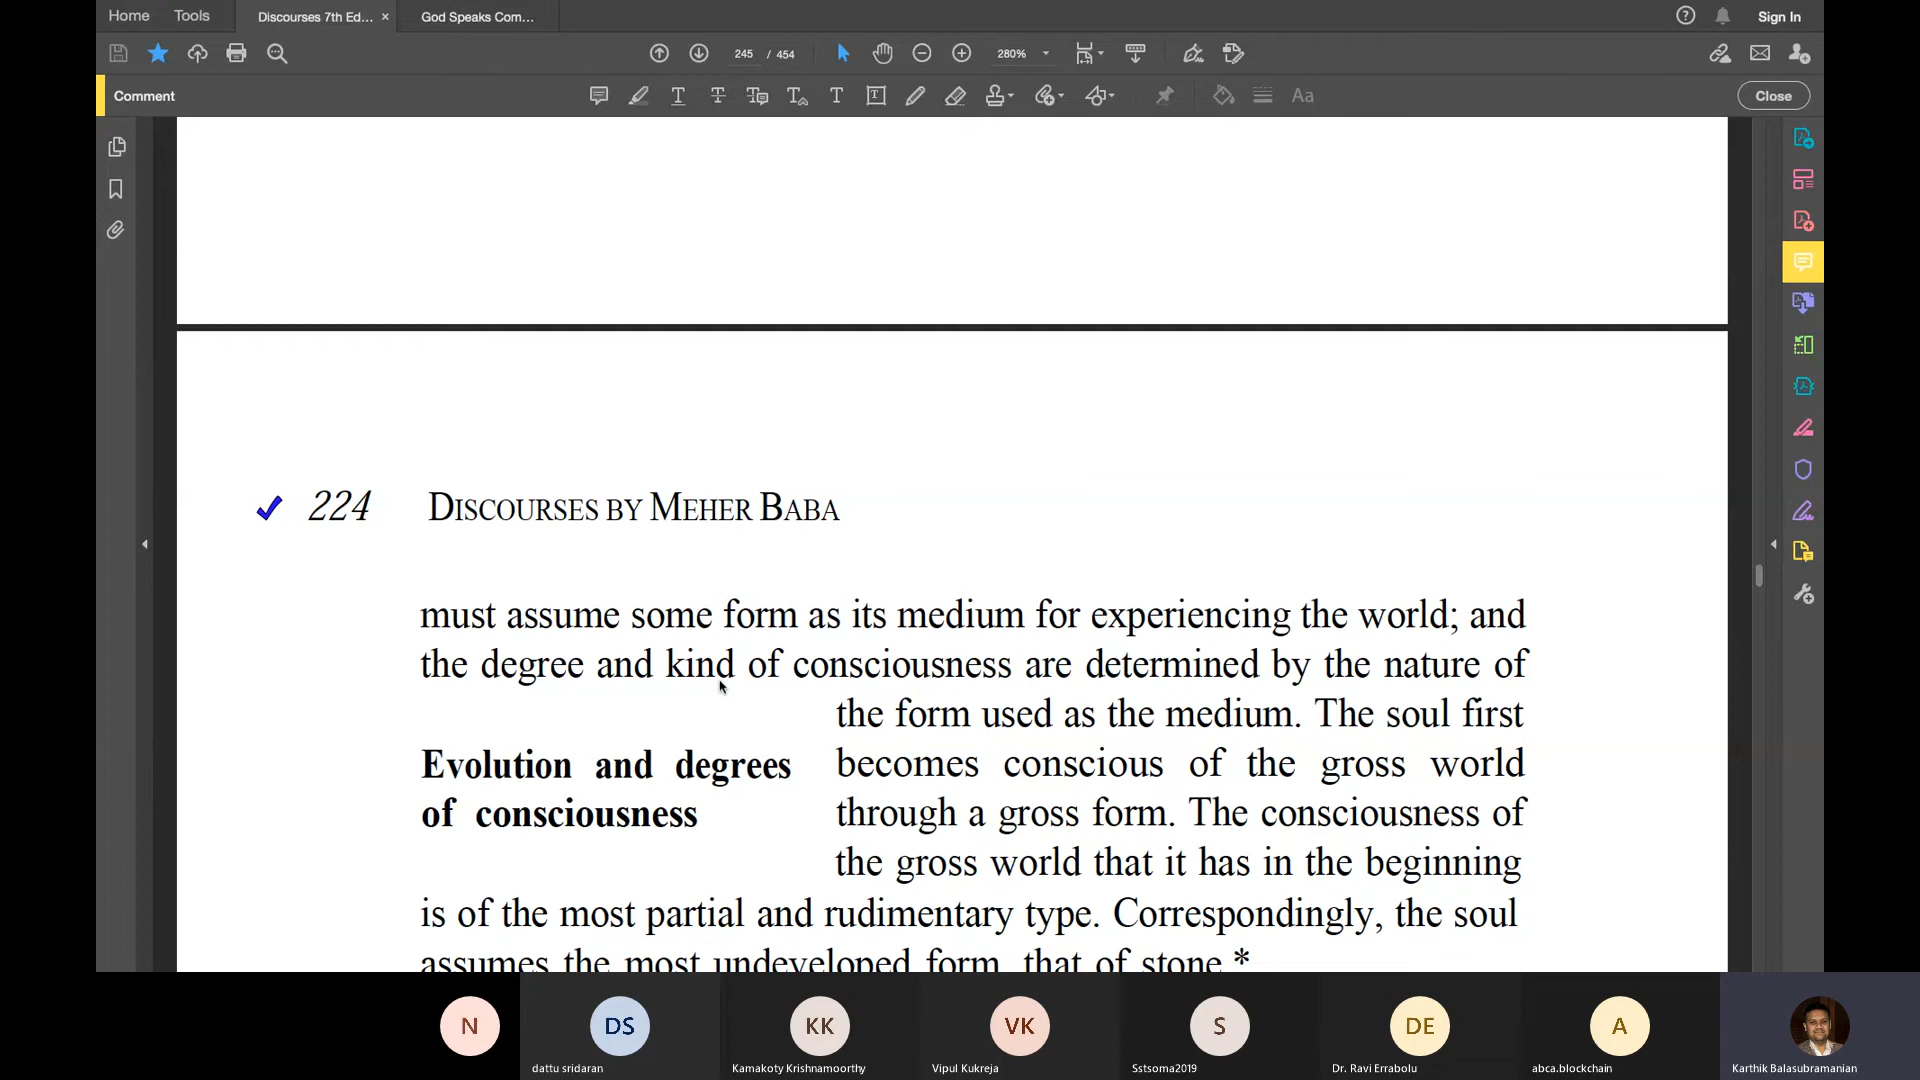 Home Tools Discourses 7th Ed... × God Speaks Com... Sign In
245 / 454 280%
Comment Close
224 DISCOURSES BY MEHER BABA
must assume some form as its medium for experiencing the world; and
the degree and kind of consciousness are determined by the nature of
the form used as the medium. The soul first
Evolution and degrees
of consciousness
becomes conscious of the gross world
through a gross form. The consciousness of
the gross world that it has in the beginning
is of the most partial and rudimentary type. Correspondingly, the soul
assumes the most undeveloped form, that of stone.*
N DS KK VK S DE A
dattu sridaran Kamakoty Krishnamoorthy Vipul Kukreja Sstsoma2019 Dr. Ravi Errabolu abca.blockchain Karthik Balasubramanian